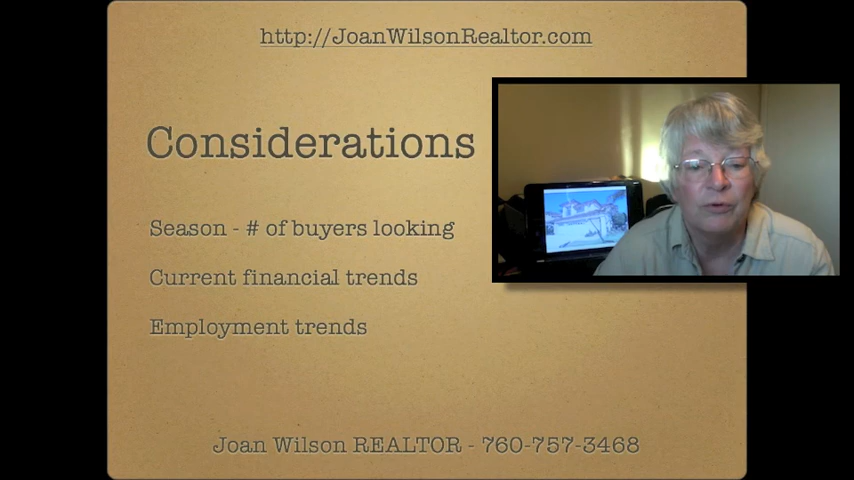 http://JoanWilsonRealtor.com
Considerations
Season - # of buyers looking
Current financial trends
Employment trends
Joan Wilson REALTOR - 760-757-3468